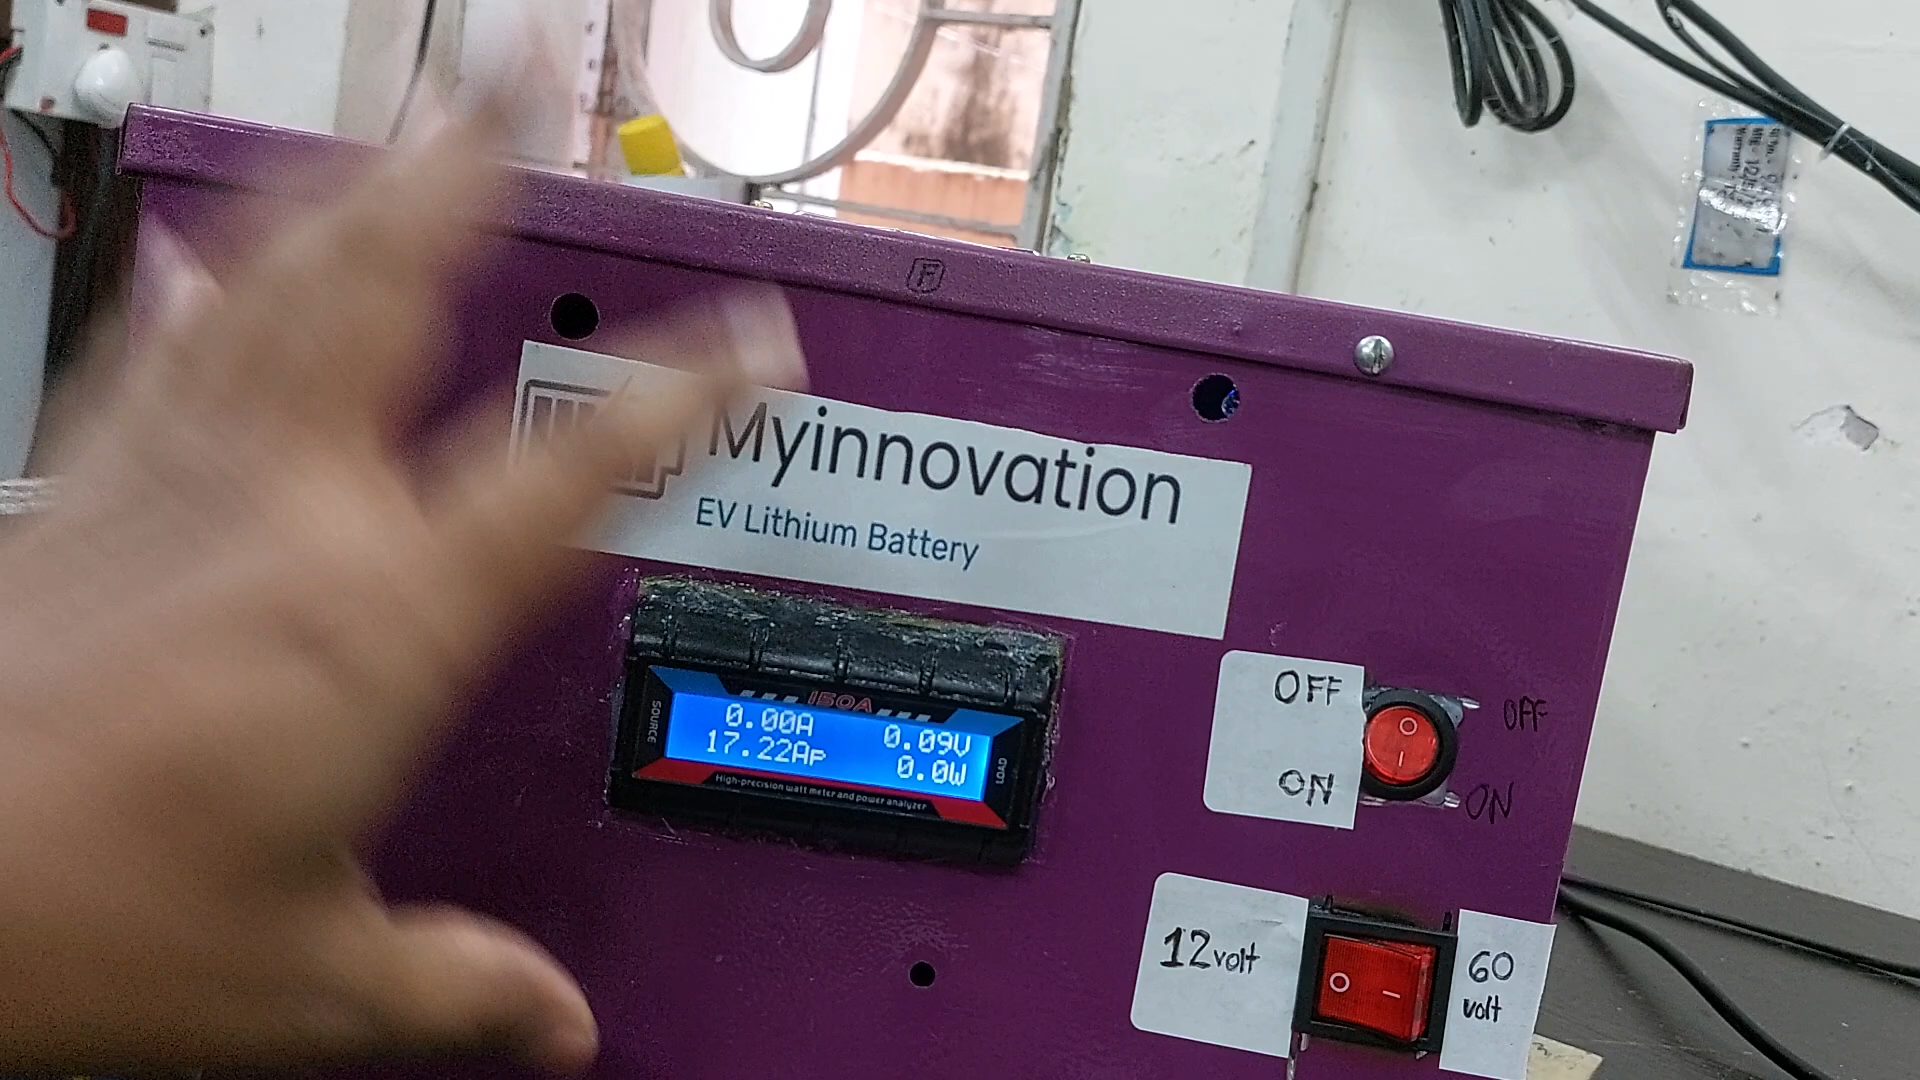 F
Myinnovation
EV Lithium Battery
150A
SOURCE
0.00A 0.09V
17.22Ap 0.0W
LOAD
High-precision watt meter and power analyzer
OFF
OFF
ON
ON
12volt
60
volt